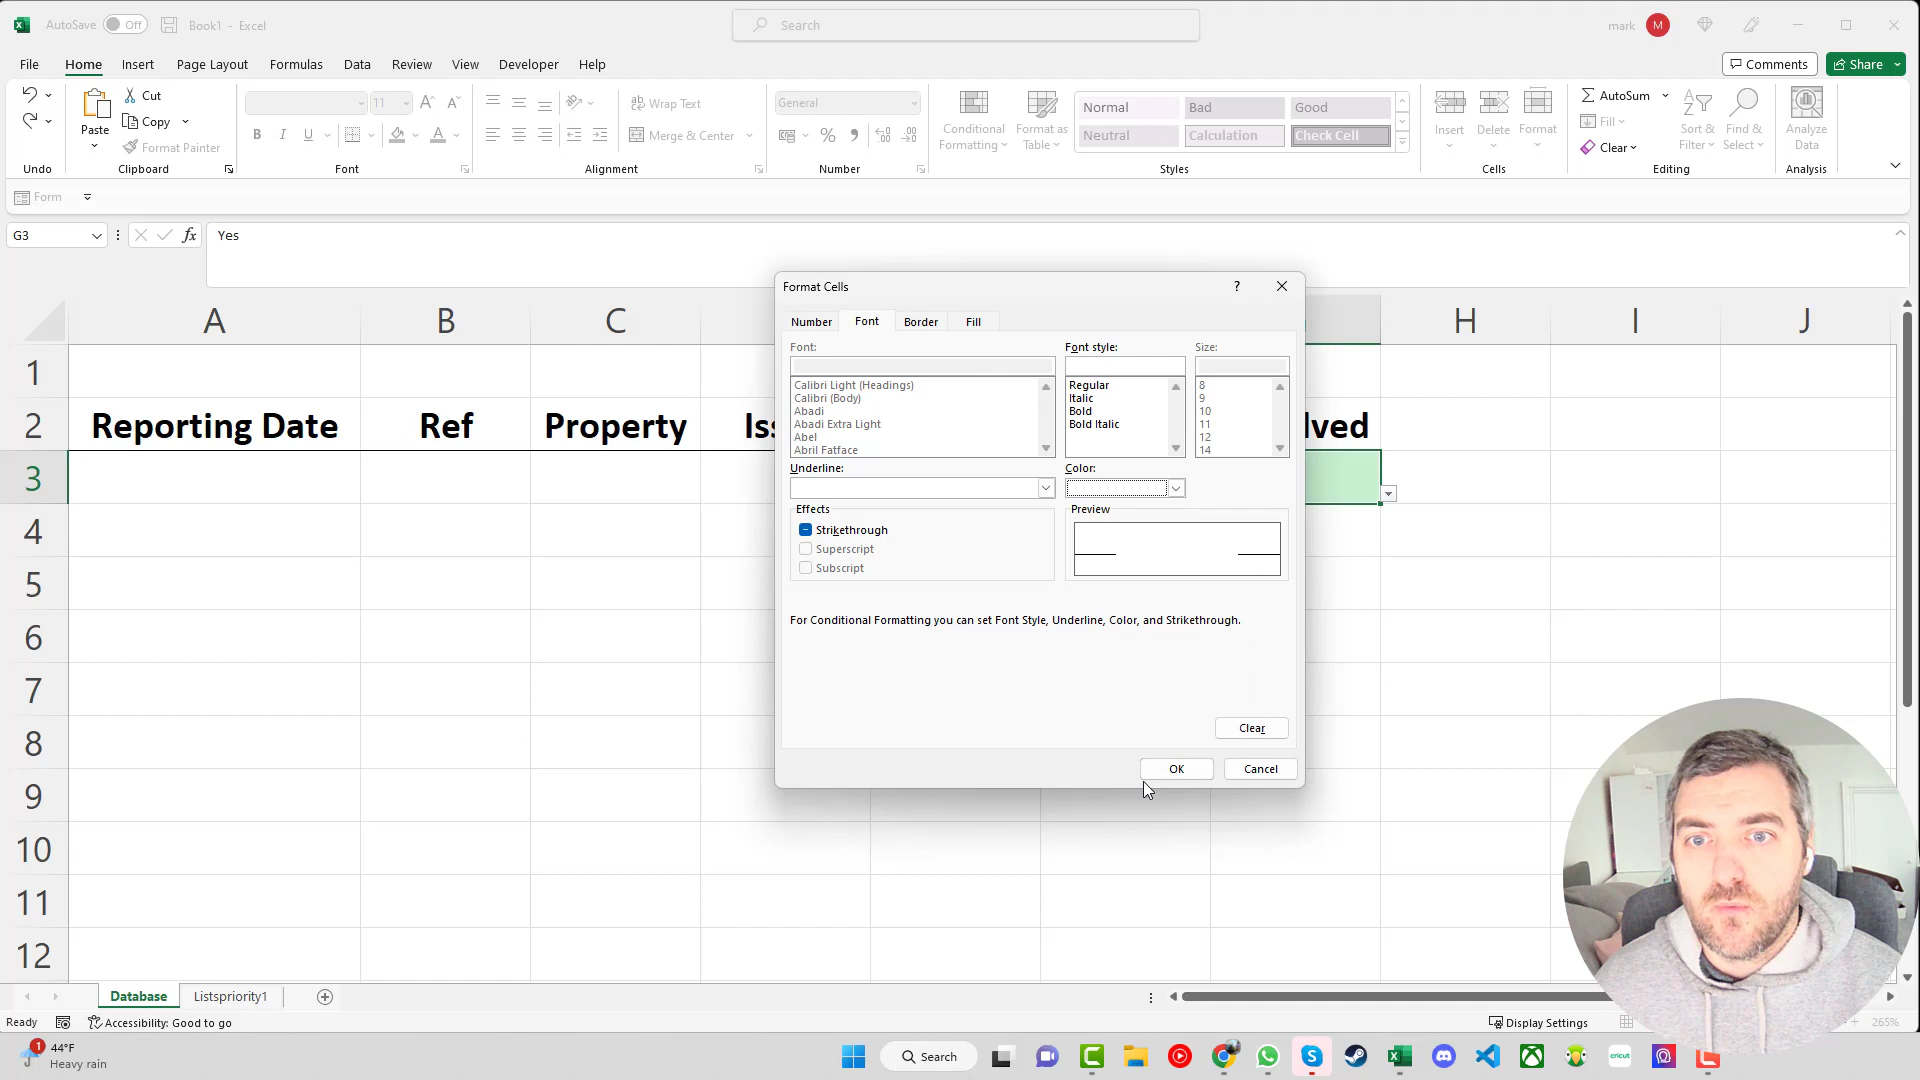 AutoSave Off Book1 - Excel Search mark M
File Home Insert Page Layout Formulas Data Review View Developer Help Comments Share
Paste Cut Copy Format Painter
11 B I U
ab Wrap Text Merge & Center
General % 9
Conditional Formatting Format as Table
Normal Bad Good
Neutral Calculation Check Cell
Insert Delete Format
AutoSum Fill Clear
Sort & Filter Find & Select
Analyze Data
Undo Clipboard Font Alignment Number Styles Cells Editing Analysis
Form
G3 fx Yes
A B C H I J
1
2 Reporting Date Ref Property Iss lved
3
4
5
6
7
8
9
10
11
12
Format Cells ?
Number Font Border Fill
Font: Font style: Size:
Calibri Light (Headings) Regular 8
Calibri (Body) Italic 9
Abadi Bold 10
Abadi Extra Light Bold Italic 11
Abel 12
Abril Fatface 14
Underline: Color:
Effects Preview
Strikethrough
Superscript
Subscript
For Conditional Formatting you can set Font Style, Underline, Color, and Strikethrough.
Clear
OK Cancel
Database Listspriority1
Ready Accessibility: Good to go Display Settings 265%
1 44°F
Heavy rain
Search
cricut